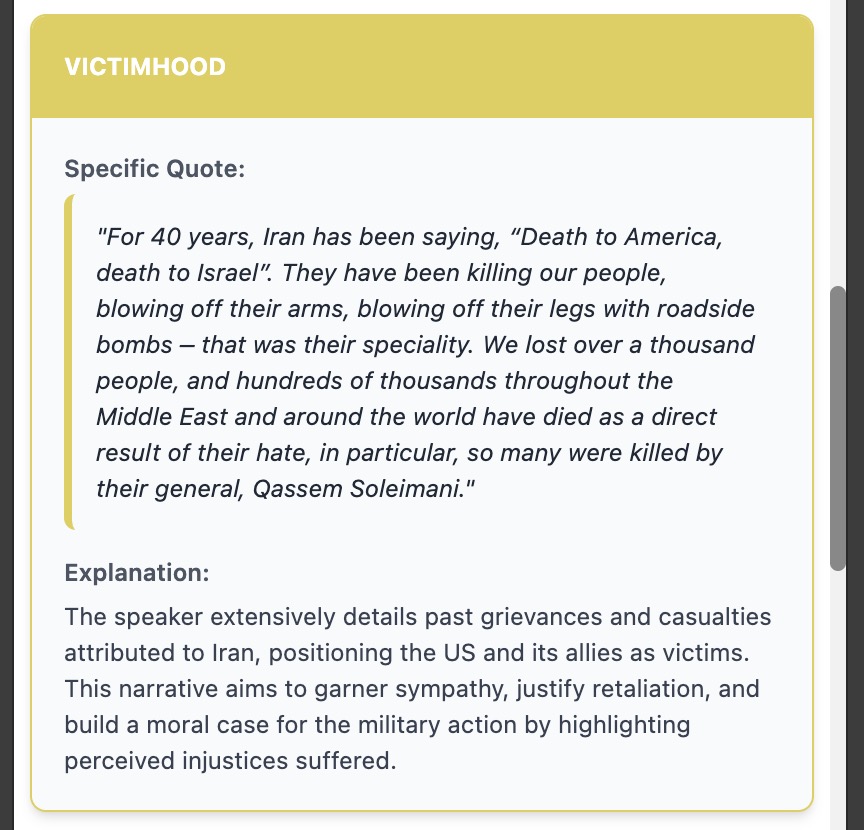 VICTIMHOOD
Specific Quote:
"For 40 years, Iran has been saying, “Death to America,
death to Israel”. They have been killing our people,
blowing off their arms, blowing off their legs with roadside
bombs – that was their speciality. We lost over a thousand
people, and hundreds of thousands throughout the
Middle East and around the world have died as a direct
result of their hate, in particular, so many were killed by
their general, Qassem Soleimani."
Explanation:
The speaker extensively details past grievances and casualties
attributed to Iran, positioning the US and its allies as victims.
This narrative aims to garner sympathy, justify retaliation, and
build a moral case for the military action by highlighting
perceived injustices suffered.